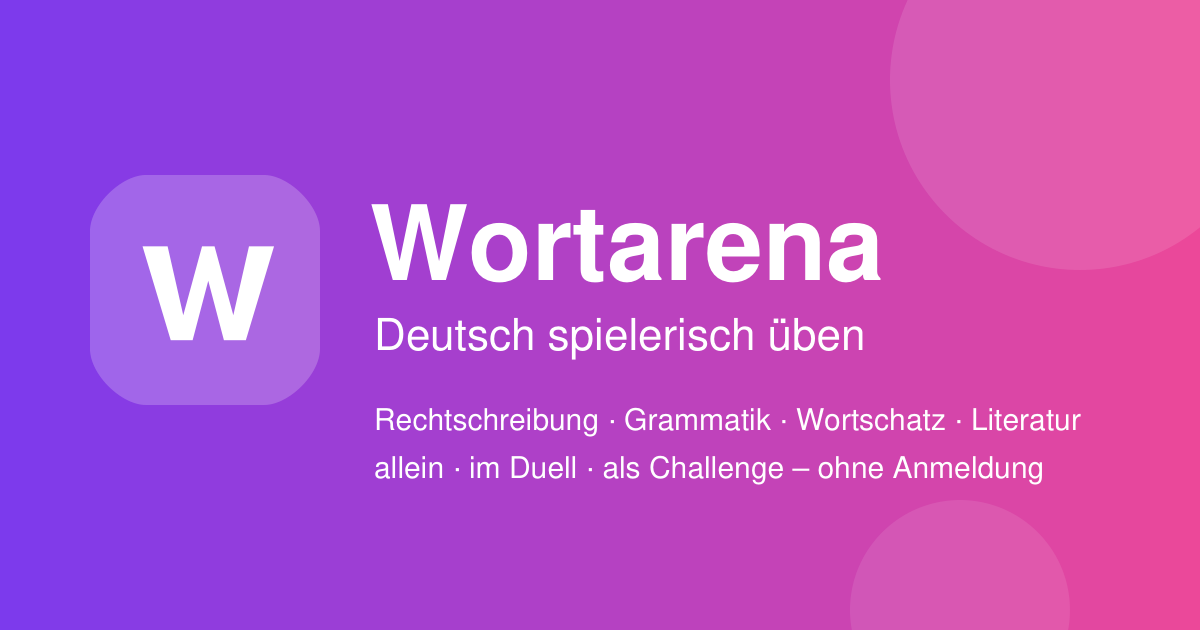 W
Wortarena
Deutsch spielerisch üben
Rechtschreibung · Grammatik · Wortschatz · Literatur
allein · im Duell · als Challenge – ohne Anmeldung